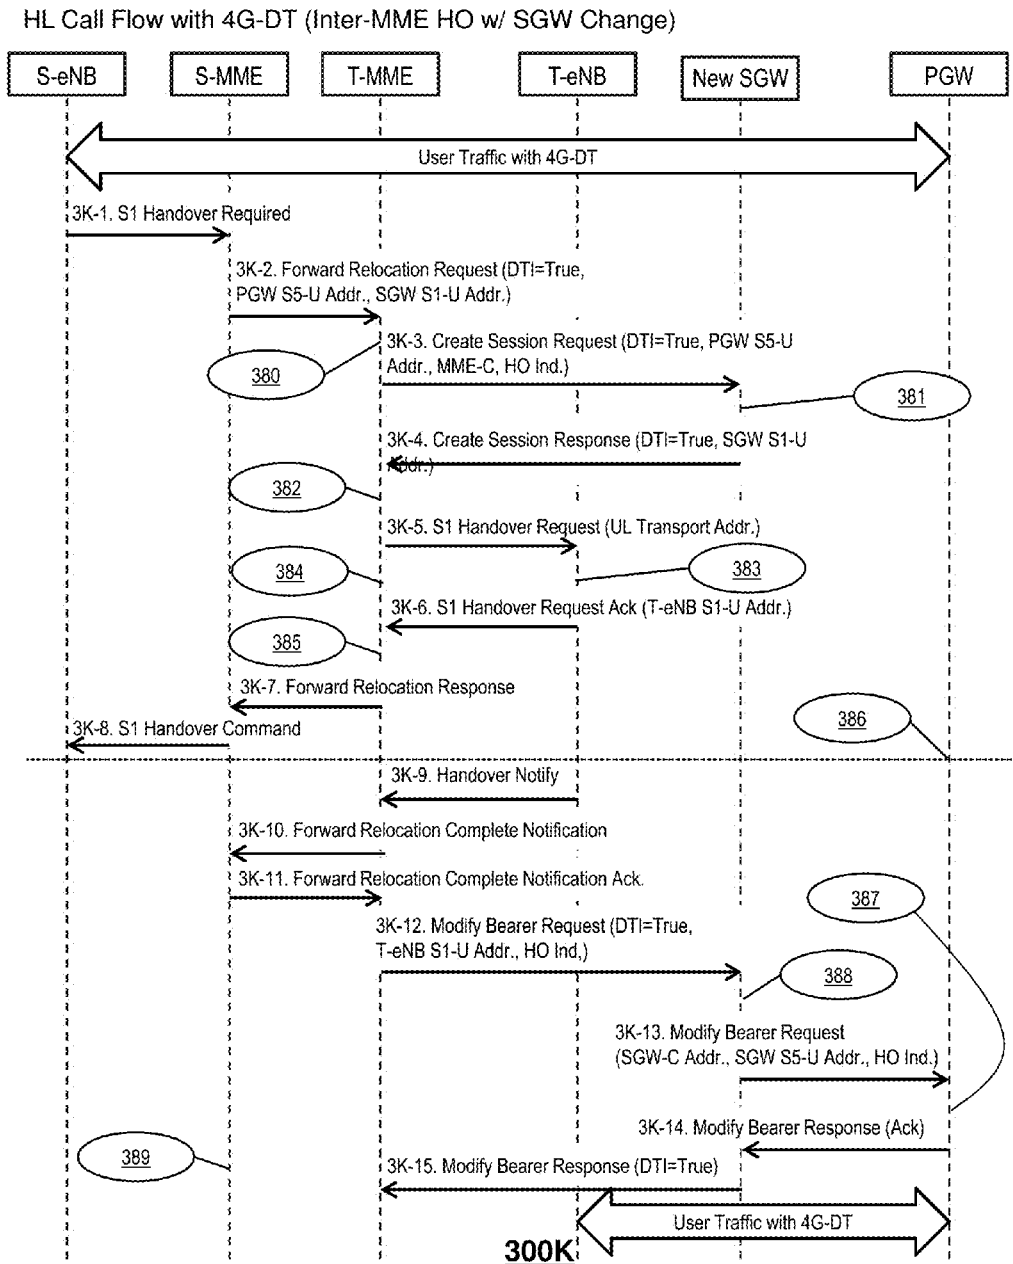 HL Call Flow with 4G-DT (Inter-MME HO w/ SGW Change)
S-eNB
S-MME
T-MME
T-eNB
New SGW
PGW
User Traffic with 4G-DT
3K-1. S1 Handover Required
3K-2. Forward Relocation Request (DTI=True,
PGW S5-U Addr., SGW S1-U Addr.)
3K-3. Create Session Request (DTI=True, PGW S5-U
Addr., MME-C, HO Ind.)
380
381
3K-4. Create Session Response (DTI=True, SGW S1-U
Addr.)
382
3K-5. S1 Handover Request (UL Transport Addr.)
384
383
3K-6. S1 Handover Request Ack (T-eNB S1-U Addr.)
385
3K-7. Forward Relocation Response
386
3K-8. S1 Handover Command
3K-9. Handover Notify
3K-10. Forward Relocation Complete Notification
3K-11. Forward Relocation Complete Notification Ack.
387
3K-12. Modify Bearer Request (DTI=True,
T-eNB S1-U Addr., HO Ind,)
388
3K-13. Modify Bearer Request
(SGW-C Addr., SGW S5-U Addr., HO Ind.)
3K-14. Modify Bearer Response (Ack)
389
3K-15. Modify Bearer Response (DTI=True)
User Traffic with 4G-DT
300K